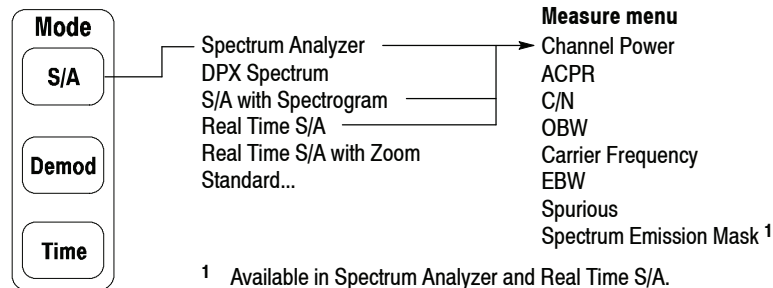 Mode
S/A
Demod
Time
Spectrum Analyzer
DPX Spectrum
S/A with Spectrogram
Real Time S/A
Real Time S/A with Zoom
Standard...
Measure menu
Channel Power
ACPR
C/N
OBW
Carrier Frequency
EBW
Spurious
Spectrum Emission Mask 1
1 Available in Spectrum Analyzer and Real Time S/A.